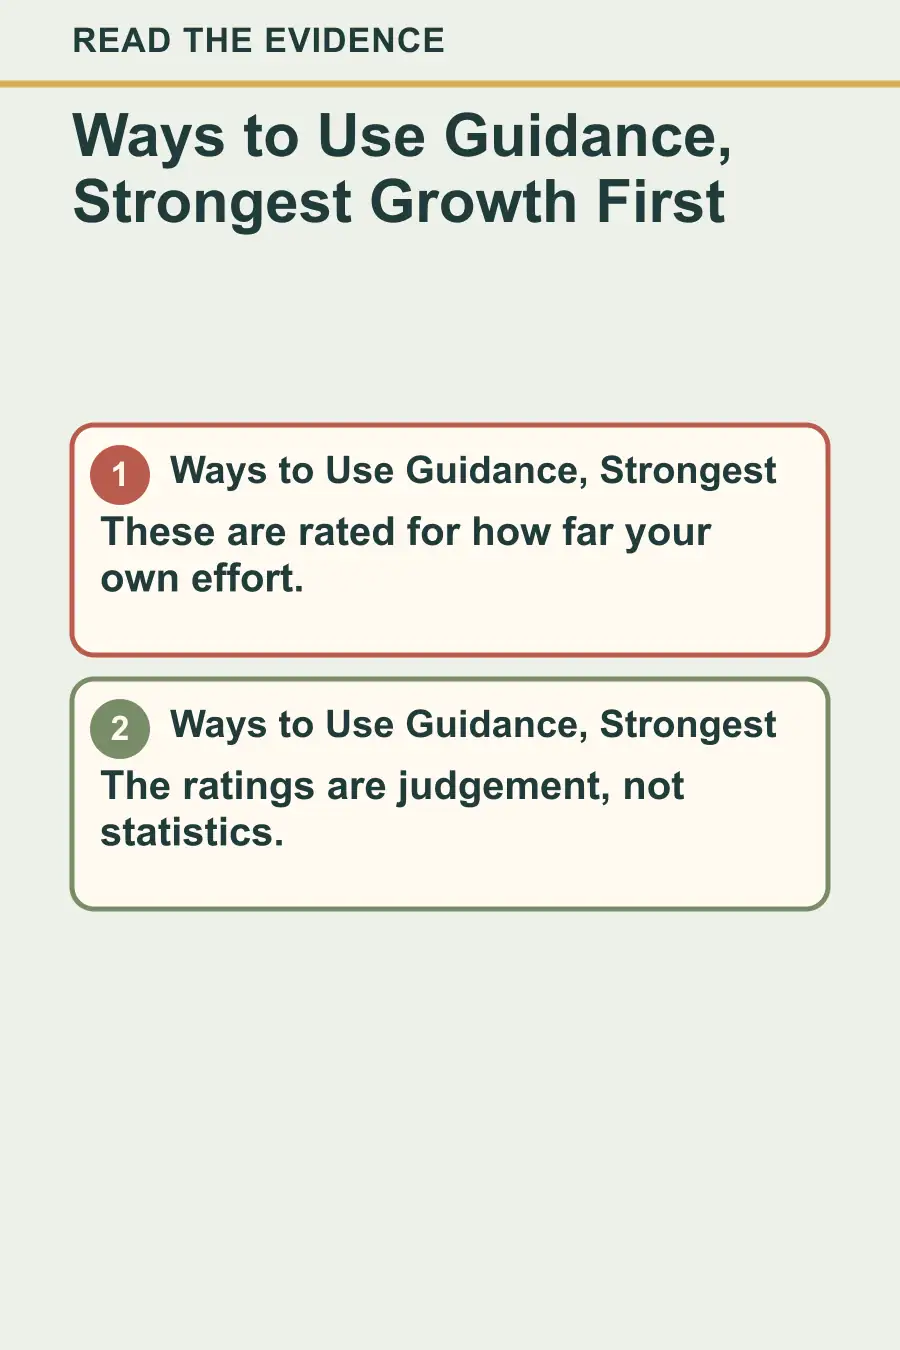 READ THE EVIDENCE
Ways to Use Guidance,
Strongest Growth First
1 Ways to Use Guidance, Strongest
These are rated for how far your
own effort.
2 Ways to Use Guidance, Strongest
The ratings are judgement, not
statistics.